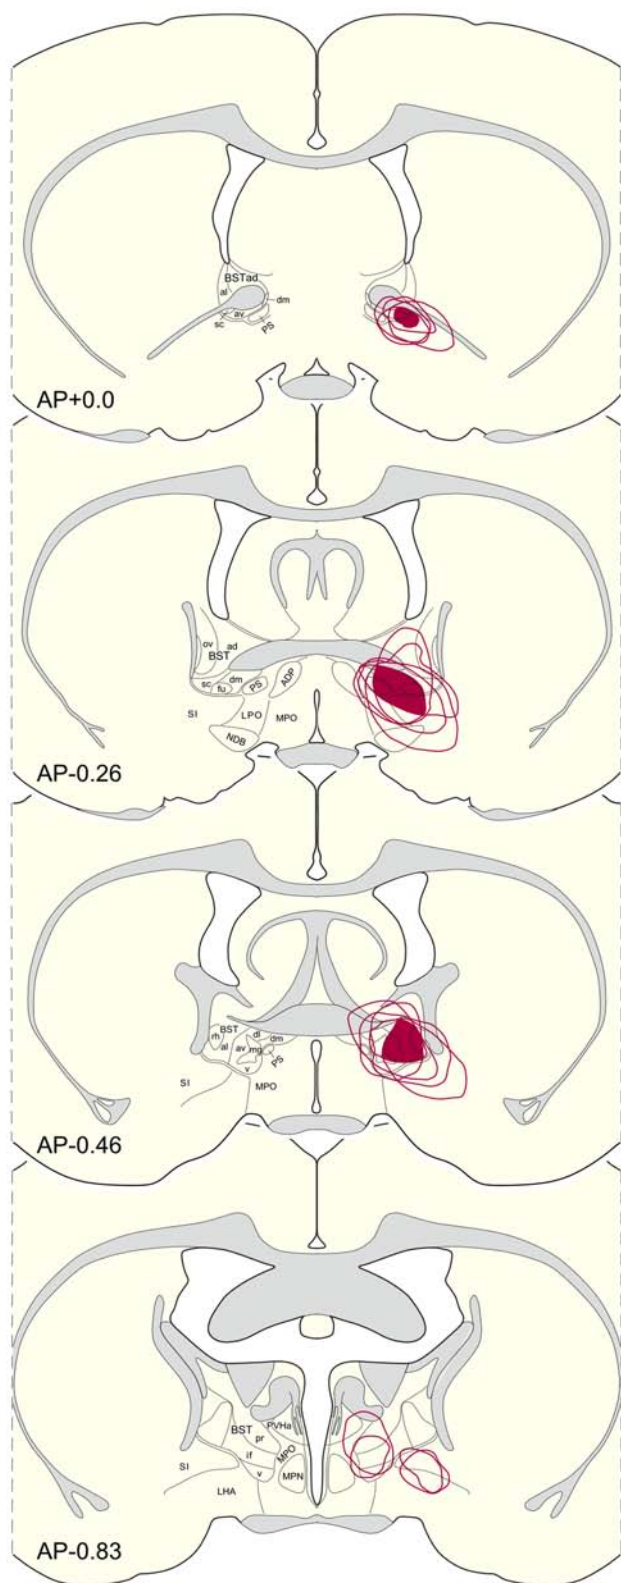 BSTad
al
dm
av
sc
PS
AP+0.0
ov
BST
ad
sc
fu
dm
PS
ADP
SI
LPO
MPO
NDB
AP-0.26
BST
rh
al
av
mg
dl
dm
PS
v
SI
MPO
AP-0.46
BST
PVHa
pr
MPO
if
SI
v
MPN
LHA
AP-0.83